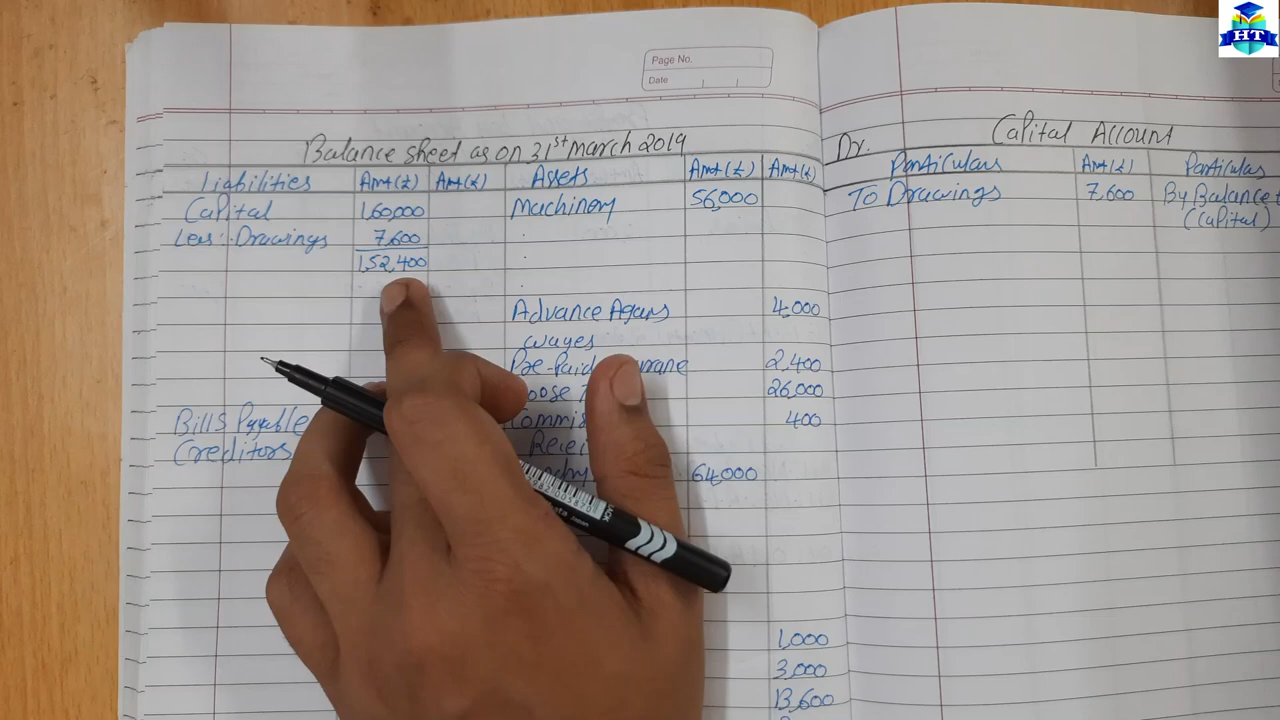 HT
Page No.
Date
Balance sheet as on 31st march 2019
Liabilities Amt(₹) Amt(₹) Assets Amt(₹) Amt(₹)
Capital 1,60,000 Machinery 56,000
Less: Drawings 7,600
1,52,400
Advance Agans 4,000
wages
Pre-Paid 2,400
26,000
Bills Payable 400
Creditors
64,000
1,000
3,000
13,600
Dr. Capital Account
Particulars Amt(₹) Particulars
To Drawings 7,600 By Balance
(Capital)